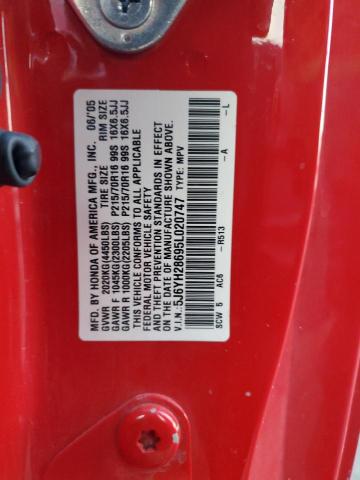 MFD. BY HONDA OF AMERICA MFG., INC. 06/05
TIRE SIZE RIM SIZE
GVWR 2020KG(4450LBS)
GAWR F 1045KG(2300LBS) P215/70R16 99S 16X6.5JJ
GAWR R 1000KG(2205LBS) P215/70R16 99S 16X6.5JJ
THIS VEHICLE CONFORMS TO ALL APPLICABLE
FEDERAL MOTOR VEHICLE SAFETY
AND THEFT PREVENTION STANDARDS IN EFFECT
ON THE DATE OF MANUFACTURE SHOWN ABOVE.
V.I.N.:5J6YH28695L020747 TYPE: MPV
SCW 5 AC6 -R513 -A -L